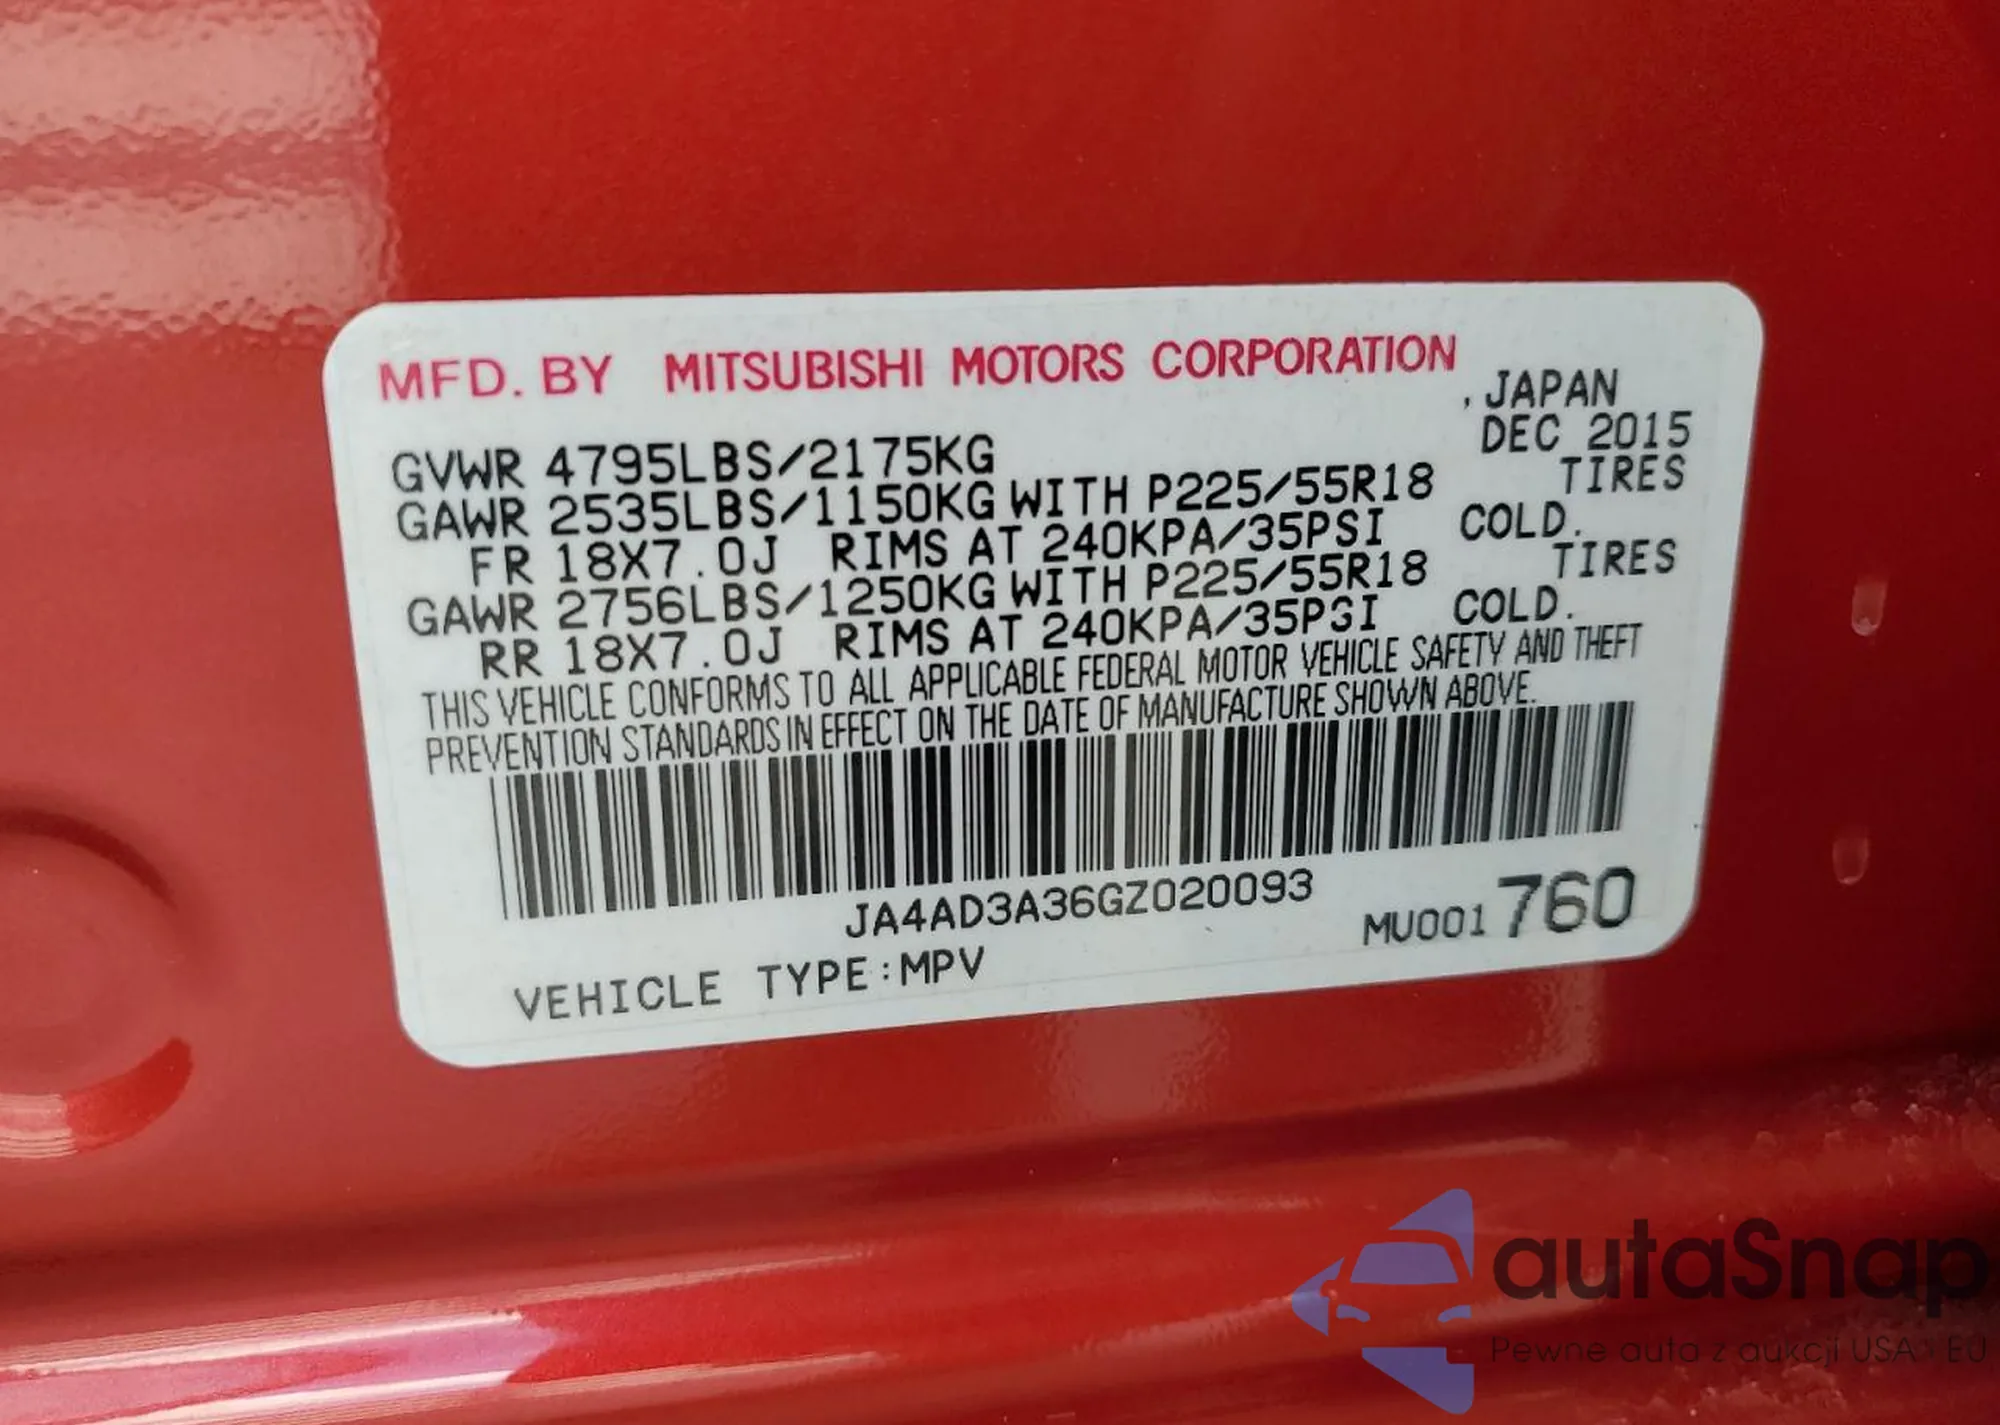 MFD. BY MITSUBISHI MOTORS CORPORATION
, JAPAN
DEC 2015
GVWR 4795LBS/2175KG
GAWR 2535LBS/1150KG WITH P225/55R18 TIRES
FR 18X7.0J RIMS AT 240KPA/35PSI COLD.
GAWR 2756LBS/1250KG WITH P225/55R18 TIRES
RR 18X7.0J RIMS AT 240KPA/35PSI COLD.
THIS VEHICLE CONFORMS TO ALL APPLICABLE FEDERAL MOTOR VEHICLE SAFETY AND THEFT
PREVENTION STANDARDS IN EFFECT ON THE DATE OF MANUFACTURE SHOWN ABOVE.
JA4AD3A36GZ020093
MU001760
VEHICLE TYPE:MPV
autaSnap
Pewne auta z aukcji USA i EU